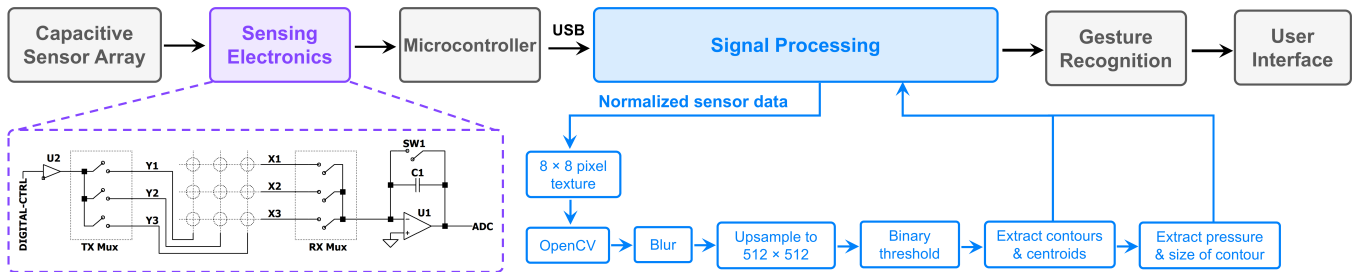 Capacitive
Sensor Array
Sensing
Electronics
Microcontroller
USB
Signal Processing
Gesture
Recognition
User
Interface
Normalized sensor data
8 × 8 pixel
texture
OpenCV
Blur
Upsample to
512 × 512
Binary
threshold
Extract contours
& centroids
Extract pressure
& size of contour
DIGITAL-CTRL
U2
Y1
Y2
Y3
TX Mux
X1
X2
X3
RX Mux
SW1
C1
U1
ADC